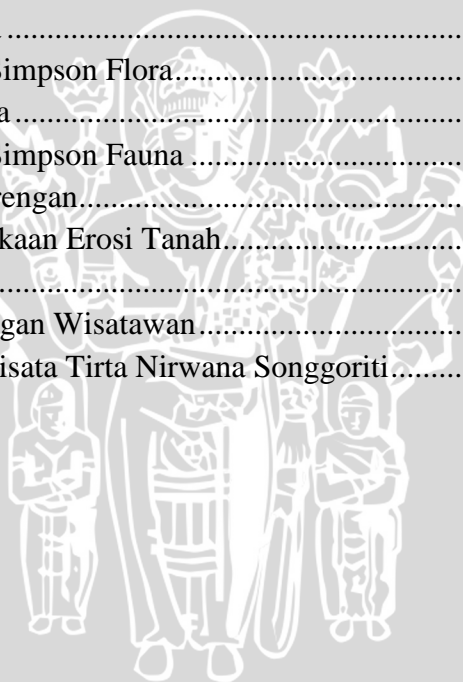 ..........................................................
Simpson Flora..................................
a..........................................................
Simpson Fauna ................................
rengan..................................................
kaan Erosi Tanah...............................
..........................................................
gan Wisatawan..................................
isata Tirta Nirwana Songgoriti.........